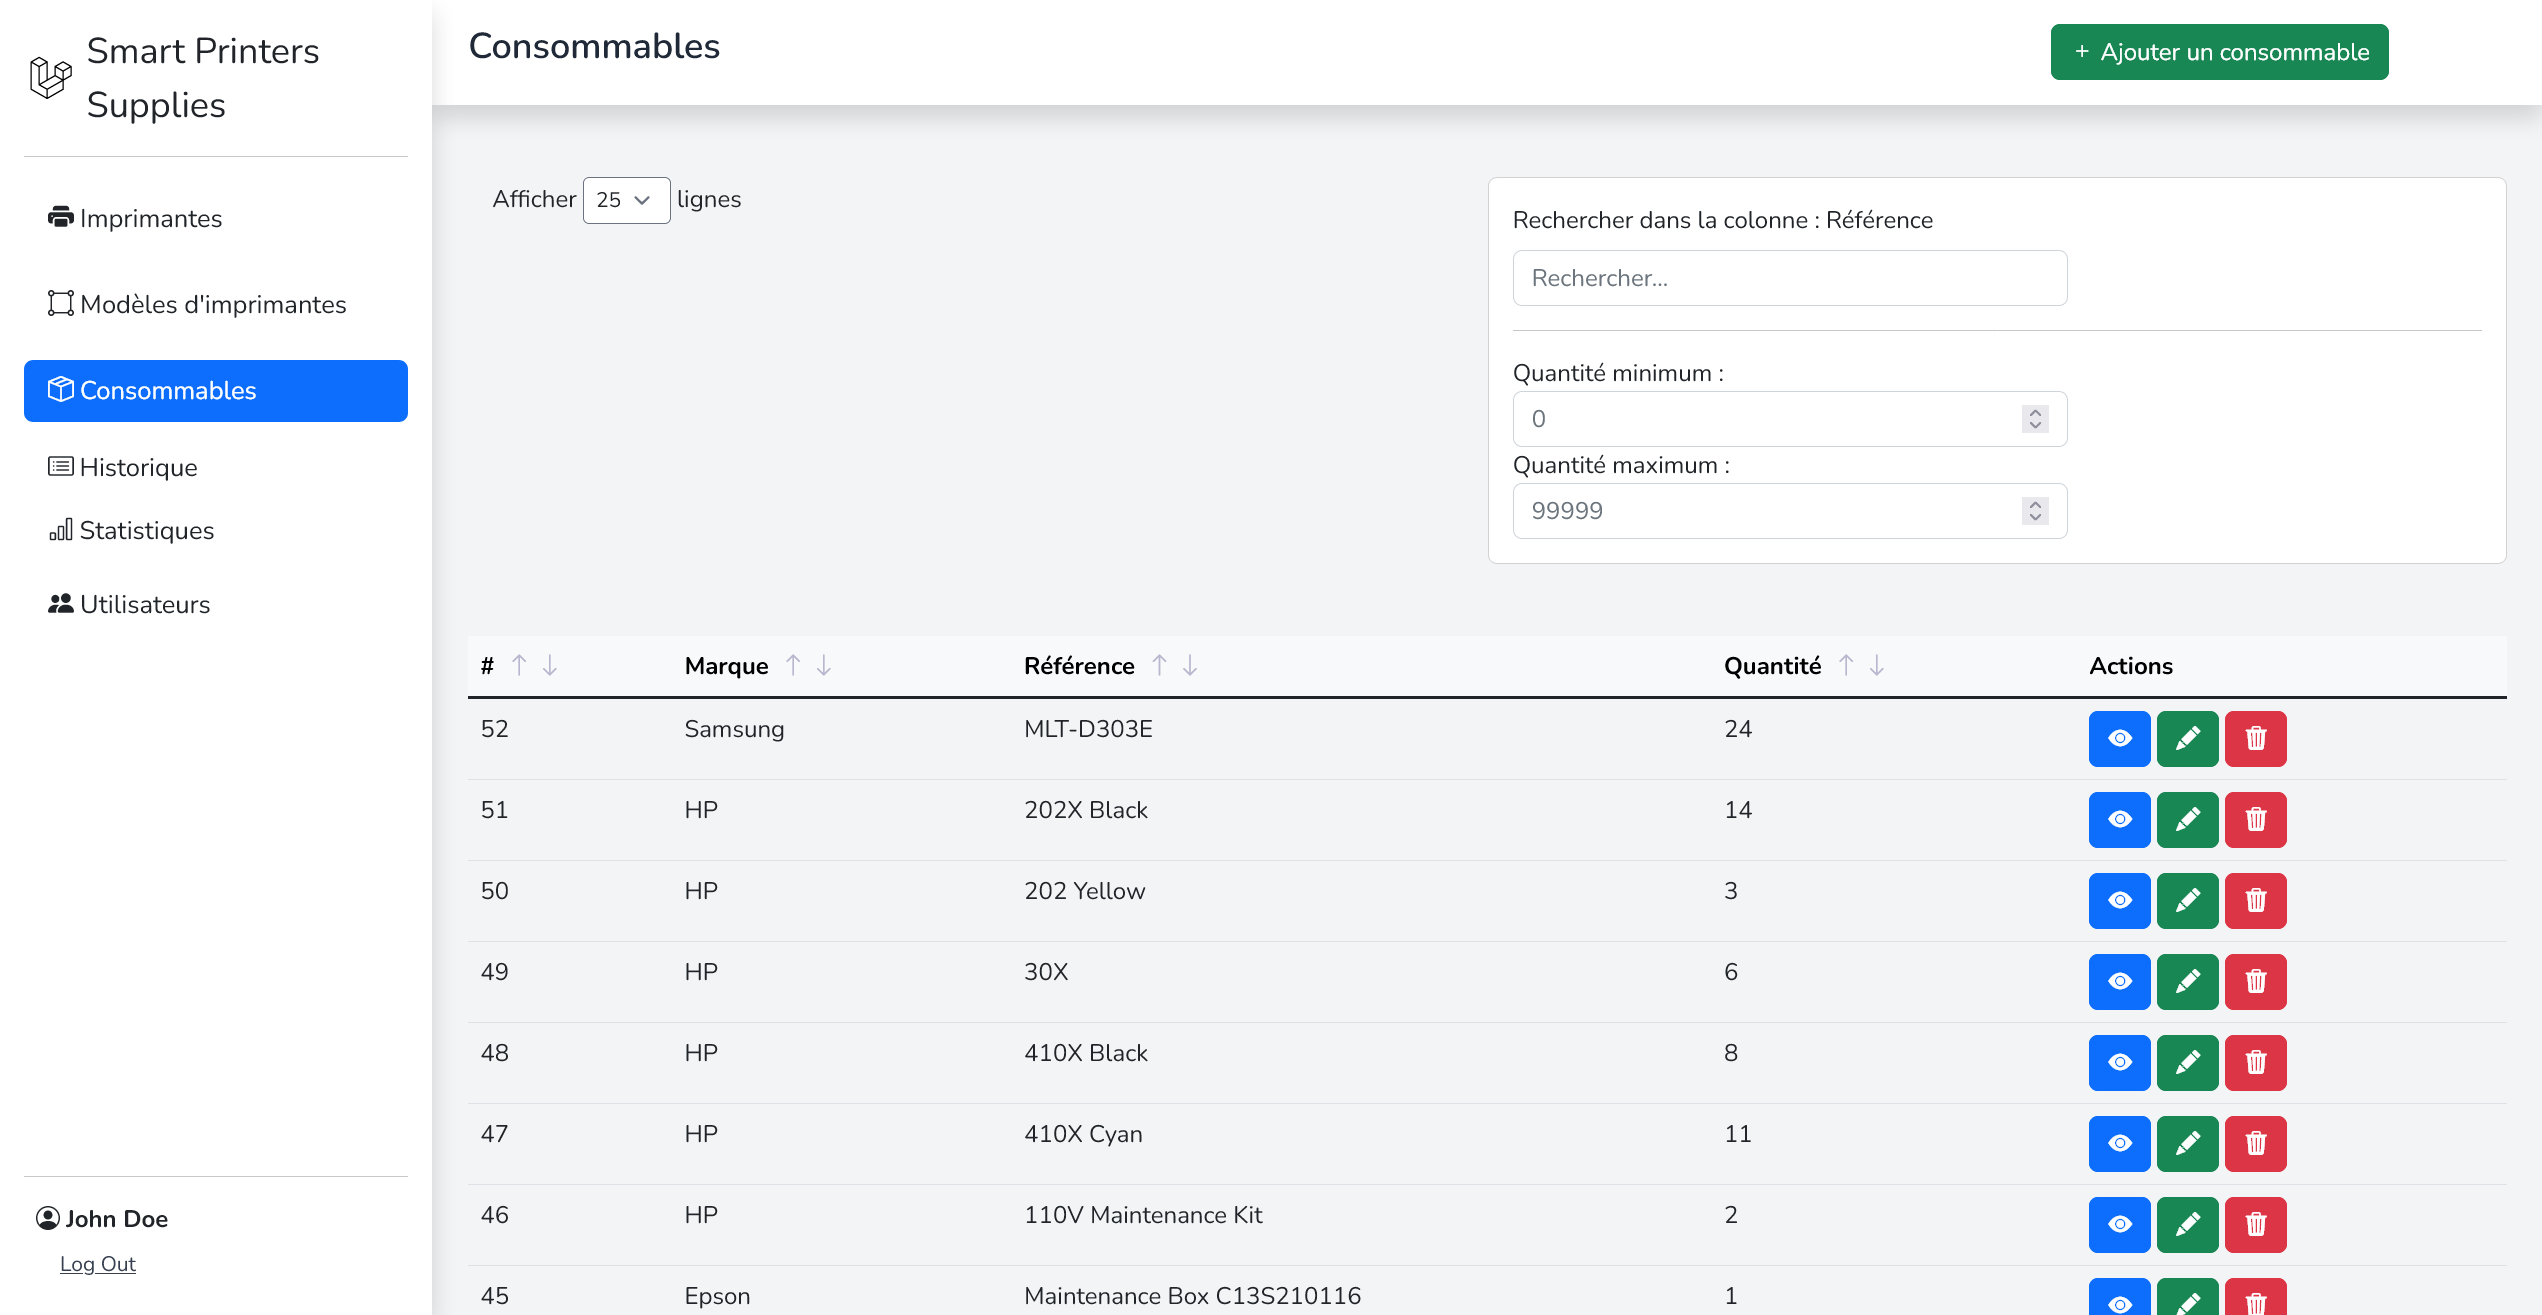 Smart Printers
Supplies
Imprimantes
Modèles d'imprimantes
Consommables
Historique
Statistiques
Utilisateurs
John Doe
Log Out
Consommables
+ Ajouter un consommable
Afficher 25 lignes
Rechercher dans la colonne : Référence
Rechercher...
Quantité minimum :
0
Quantité maximum :
99999
# Marque Référence Quantité Actions
52 Samsung MLT-D303E 24
51 HP 202X Black 14
50 HP 202 Yellow 3
49 HP 30X 6
48 HP 410X Black 8
47 HP 410X Cyan 11
46 HP 110V Maintenance Kit 2
45 Epson Maintenance Box C13S210116 1